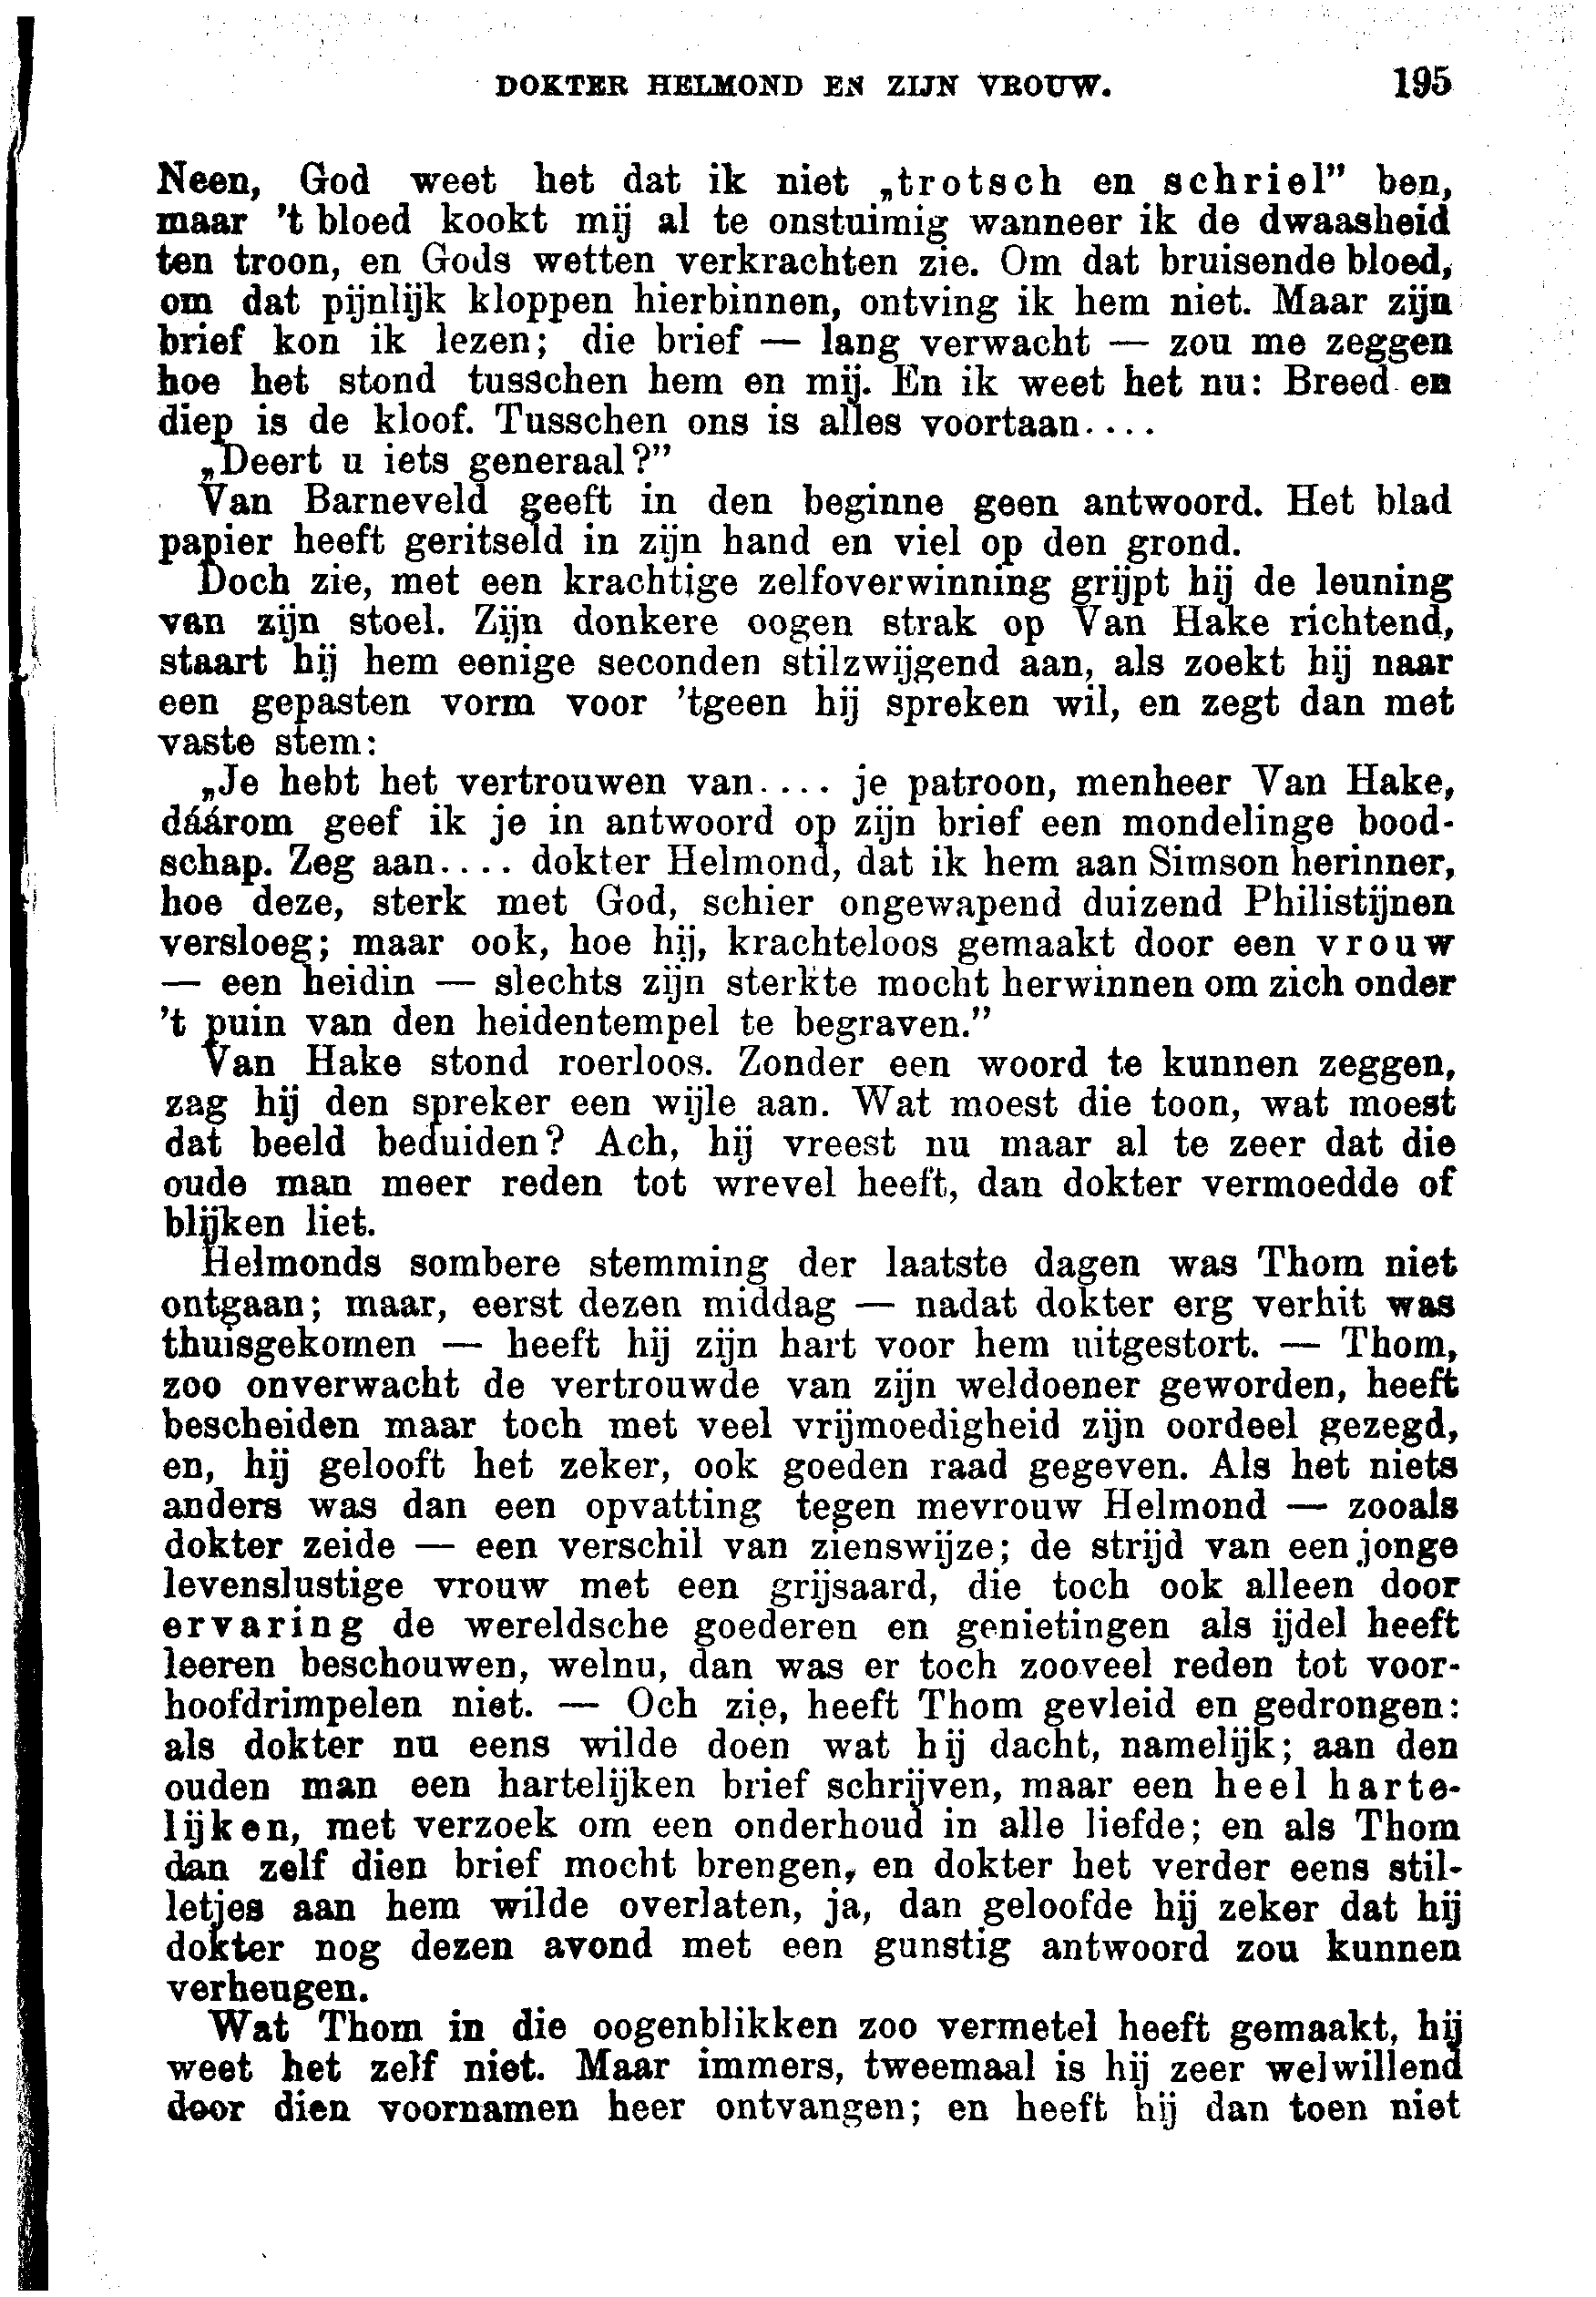 DOKTER HELMOND EN ZIJN VROUW. 195
Neen, God weet het dat ik niet „trotsch en schriel” ben,
maar 't bloed kookt mij al te onstuimig wanneer ik de dwaasheid
ten troon, en Gods wetten verkrachten zie. Om dat bruisende bloed,
om dat pijnlijk kloppen hierbinnen, ontving ik hem niet. Maar zijn
brief kon ik lezen; die brief — lang verwacht — zou me zeggen
hoe het stond tusschen hem en mij. En ik weet het nu: Breed en
diep is de kloof. Tusschen ons is alles voortaan....
„Deert u iets generaal?”
Van Barneveld geeft in den beginne geen antwoord. Het blad
papier heeft geritseld in zijn hand en viel op den grond.
Doch zie, met een krachtige zelfoverwinning grijpt hij de leuning
van zijn stoel. Zijn donkere oogen strak op Van Hake richtend,
staart hij hem eenige seconden stilzwijgend aan, als zoekt hij naar
een gepasten vorm voor 'tgeen hij spreken wil, en zegt dan met
vaste stem:
„Je hebt het vertrouwen van.... je patroon, menheer Van Hake,
dáárom geef ik je in antwoord op zijn brief een mondelinge bood-
schap. Zeg aan.... dokter Helmond, dat ik hem aan Simson herinner,
hoe deze, sterk met God, schier ongewapend duizend Philistijnen
versloeg; maar ook, hoe hij, krachteloos gemaakt door een vrouw
— een heidin — slechts zijn sterkte mocht herwinnen om zich onder
't puin van den heidentempel te begraven.”
Van Hake stond roerloos. Zonder een woord te kunnen zeggen,
zag hij den spreker een wijle aan. Wat moest die toon, wat moest
dat beeld beduiden? Ach, hij vreest nu maar al te zeer dat die
oude man meer reden tot wrevel heeft, dan dokter vermoedde of
blijken liet.
Helmonds sombere stemming der laatste dagen was Thom niet
ontgaan; maar, eerst dezen middag — nadat dokter erg verhit was
thuisgekomen — heeft hij zijn hart voor hem uitgestort. — Thom,
zoo onverwacht de vertrouwde van zijn weldoener geworden, heeft
bescheiden maar toch met veel vrijmoedigheid zijn oordeel gezegd,
en, hij gelooft het zeker, ook goeden raad gegeven. Als het niets
anders was dan een opvatting tegen mevrouw Helmond — zooals
dokter zeide — een verschil van zienswijze; de strijd van een jonge
levenslustige vrouw met een grijsaard, die toch ook alleen door
ervaring de wereldsche goederen en genietingen als ijdel heeft
leeren beschouwen, welnu, dan was er toch zooveel reden tot voor-
hoofdrimpelen niet. — Och zie, heeft Thom gevleid en gedrongen:
als dokter nu eens wilde doen wat hij dacht, namelijk; aan den
ouden man een hartelijken brief schrijven, maar een heel harte-
lijken, met verzoek om een onderhoud in alle liefde; en als Thom
dan zelf dien brief mocht brengen, en dokter het verder eens stil-
letjes aan hem wilde overlaten, ja, dan geloofde hij zeker dat hij
dokter nog dezen avond met een gunstig antwoord zou kunnen
verheugen.
Wat Thom in die oogenblikken zoo vermetel heeft gemaakt, hij
weet het zelf niet. Maar immers, tweemaal is hij zeer welwillend
door dien voornamen heer ontvangen; en heeft hij dan toen niet